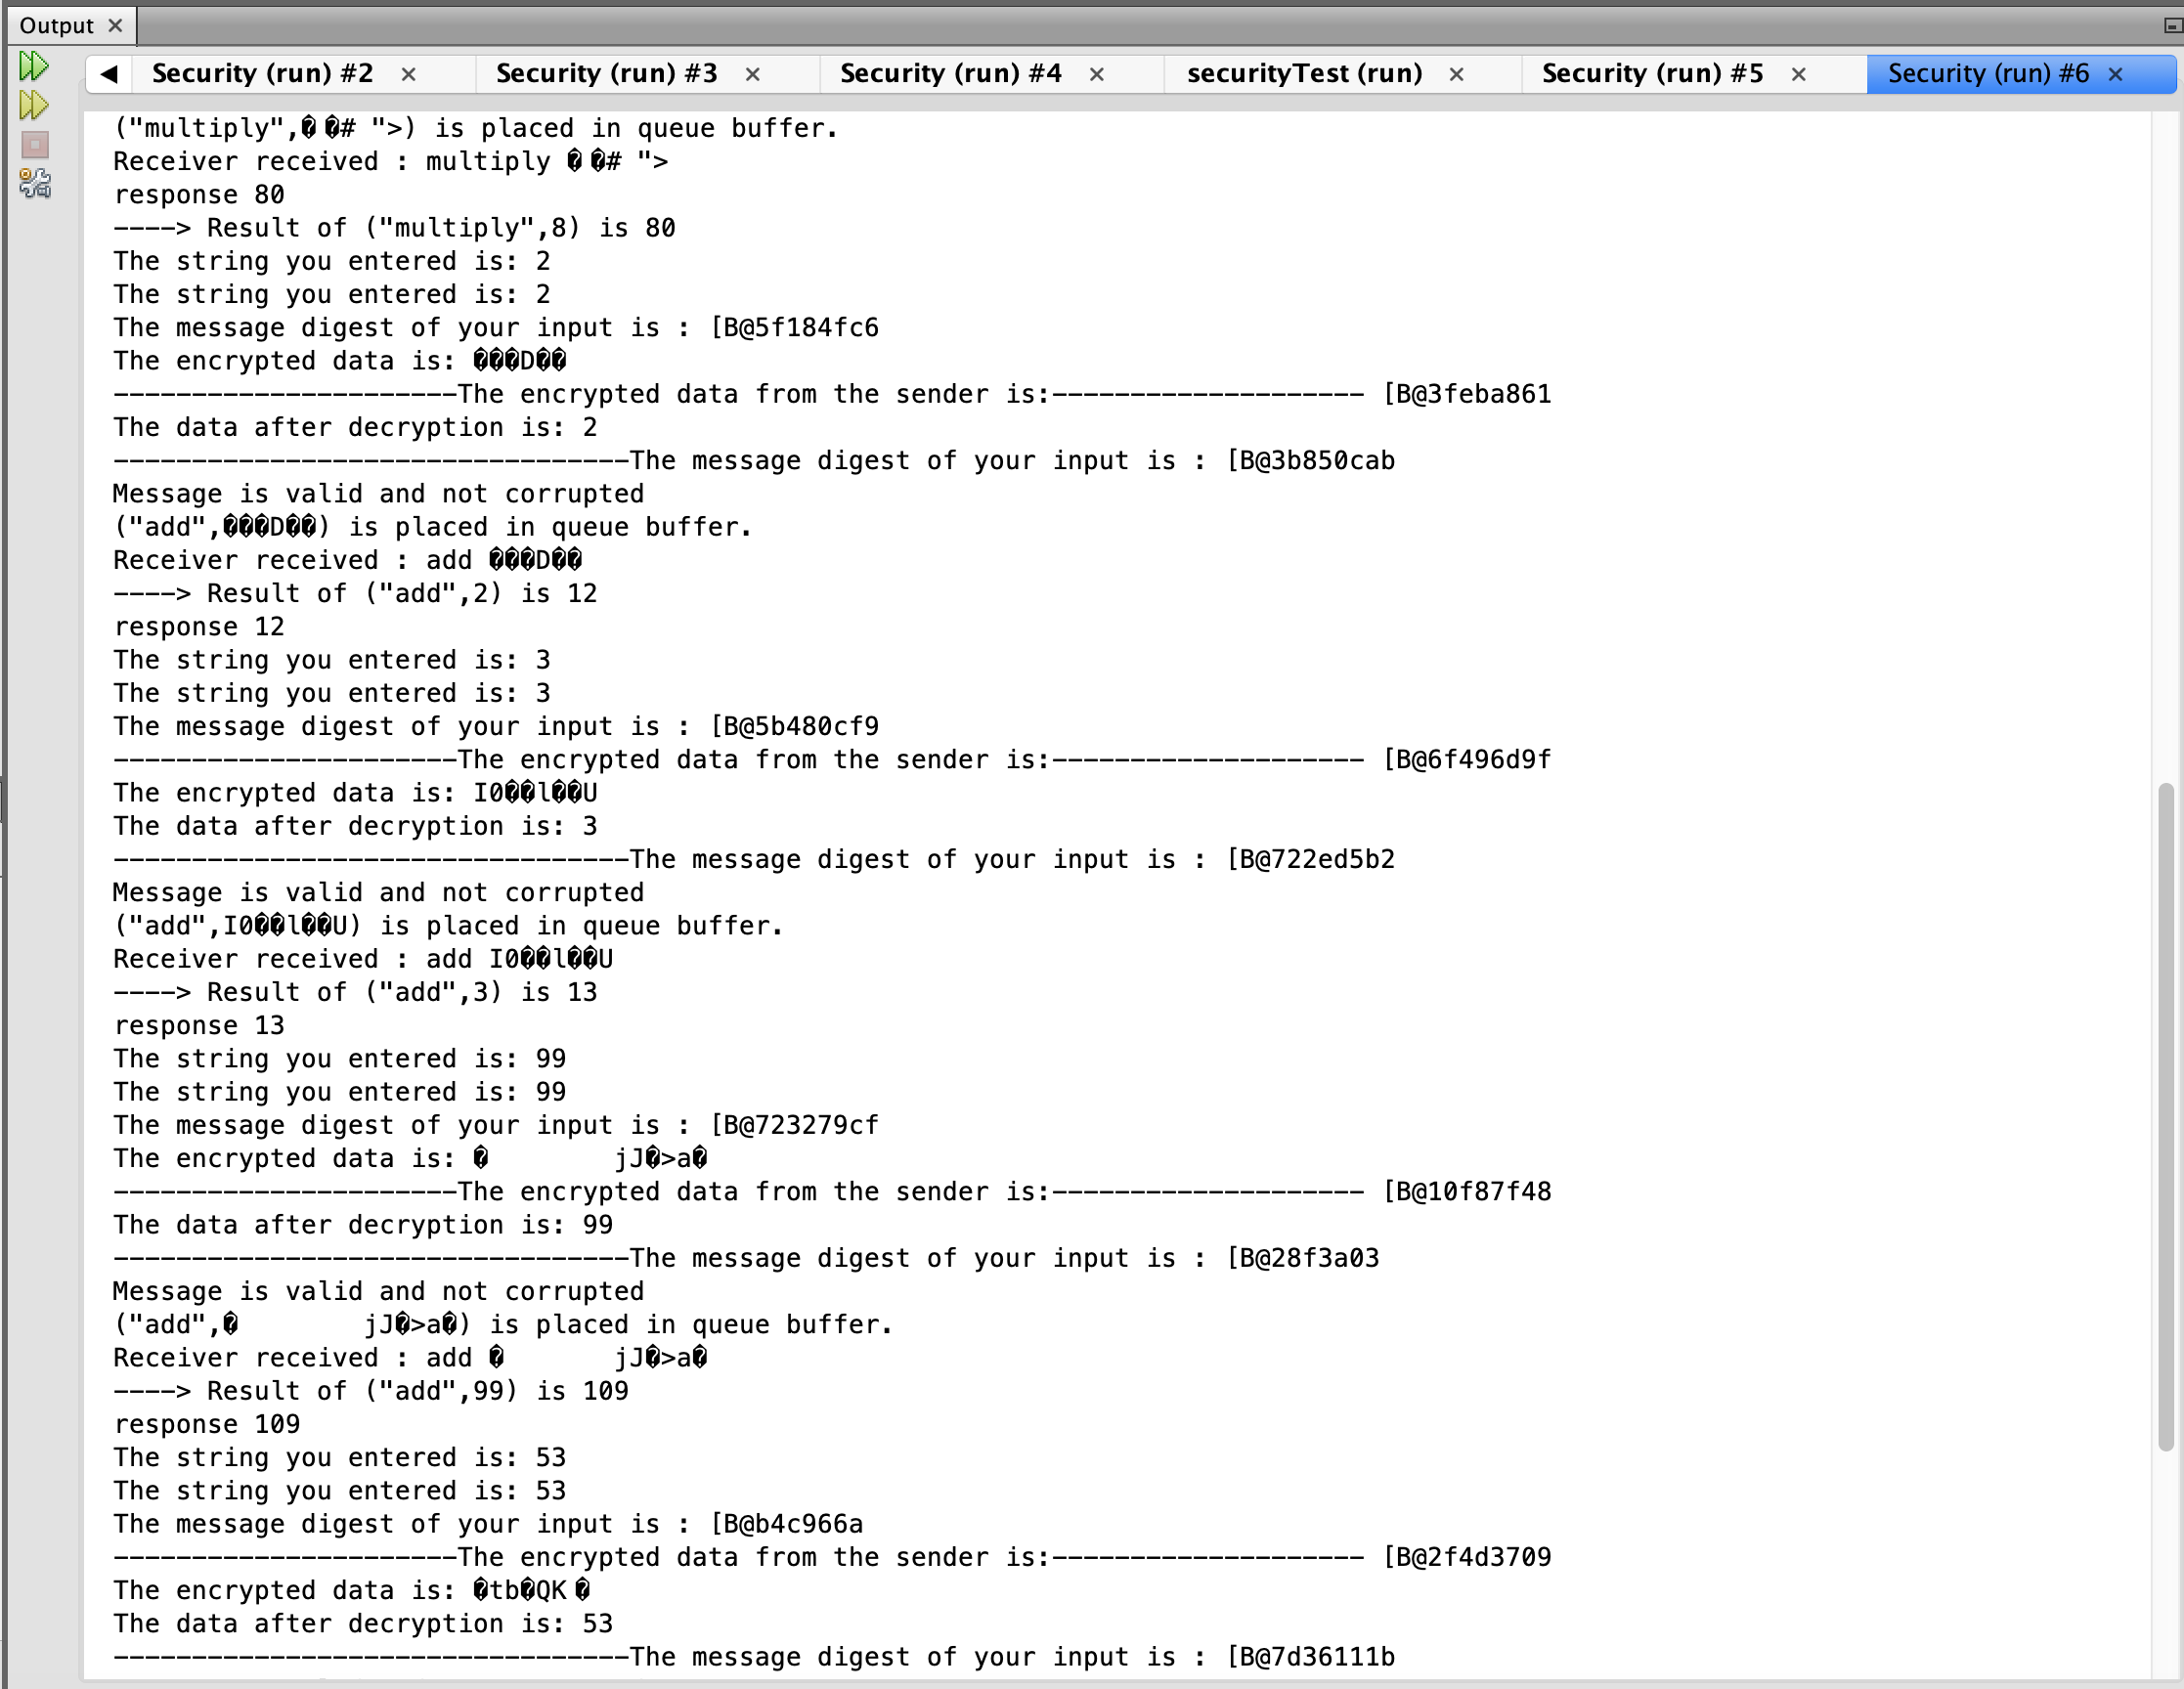 Output
Security (run) #2 Security (run) #3 Security (run) #4 securityTest (run) Security (run) #5 Security (run) #6
("multiply",� �# ">) is placed in queue buffer.
Receiver received : multiply � �# ">
response 80
----> Result of ("multiply",8) is 80
The string you entered is: 2
The string you entered is: 2
The message digest of your input is : [B@5f184fc6
The encrypted data is: ���D��
----------------------The encrypted data from the sender is:-------------------- [B@3feba861
The data after decryption is: 2
---------------------------------The message digest of your input is : [B@3b850cab
Message is valid and not corrupted
("add",���D��) is placed in queue buffer.
Receiver received : add ���D��
----> Result of ("add",2) is 12
response 12
The string you entered is: 3
The string you entered is: 3
The message digest of your input is : [B@5b480cf9
----------------------The encrypted data from the sender is:-------------------- [B@6f496d9f
The encrypted data is: I0��l��U
The data after decryption is: 3
---------------------------------The message digest of your input is : [B@722ed5b2
Message is valid and not corrupted
("add",I0��l��U) is placed in queue buffer.
Receiver received : add I0��l��U
----> Result of ("add",3) is 13
response 13
The string you entered is: 99
The string you entered is: 99
The message digest of your input is : [B@723279cf
The encrypted data is: �        jJ�>a�
----------------------The encrypted data from the sender is:-------------------- [B@10f87f48
The data after decryption is: 99
---------------------------------The message digest of your input is : [B@28f3a03
Message is valid and not corrupted
("add",�        jJ�>a�) is placed in queue buffer.
Receiver received : add �       jJ�>a�
----> Result of ("add",99) is 109
response 109
The string you entered is: 53
The string you entered is: 53
The message digest of your input is : [B@b4c966a
----------------------The encrypted data from the sender is:-------------------- [B@2f4d3709
The encrypted data is: �tb�QK �
The data after decryption is: 53
---------------------------------The message digest of your input is : [B@7d36111b